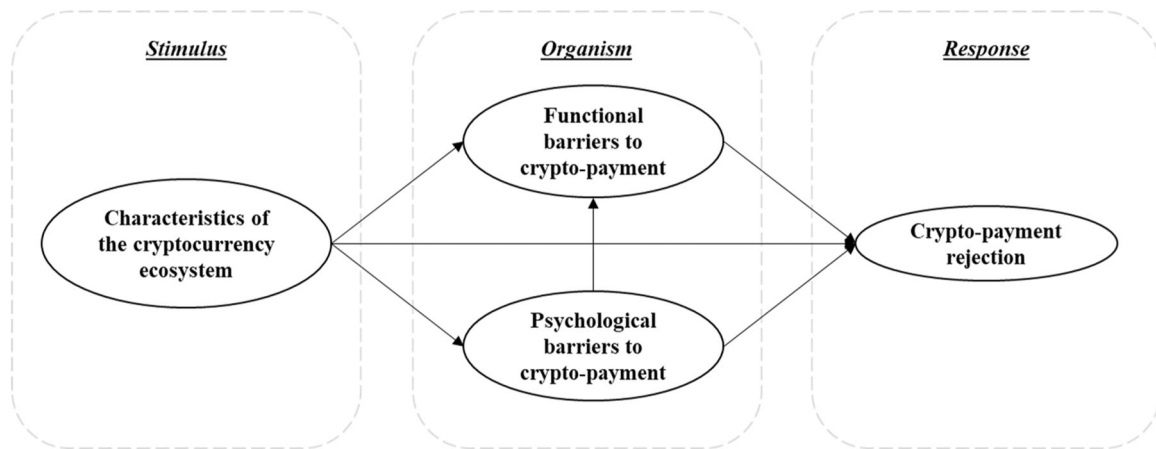 Stimulus
Organism
Response
Functional
barriers to
crypto-payment
Characteristics of
the cryptocurrency
ecosystem
Crypto-payment
rejection
Psychological
barriers to
crypto-payment